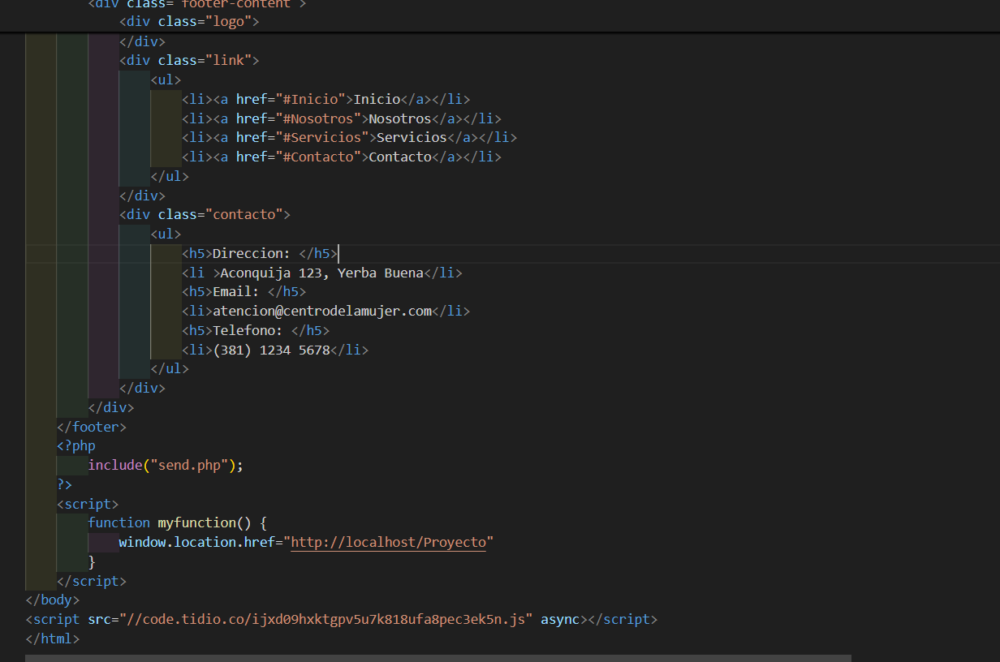 <div class="footer-content">
<div class="logo">
</div>
<div class="link">
<ul>
<li><a href="#Inicio">Inicio</a></li>
<li><a href="#Nosotros">Nosotros</a></li>
<li><a href="#Servicios">Servicios</a></li>
<li><a href="#Contacto">Contacto</a></li>
</ul>
</div>
<div class="contacto">
<ul>
<h5>Direccion: </h5>
<li >Aconquija 123, Yerba Buena</li>
<h5>Email: </h5>
<li>atencion@centrodelamujer.com</li>
<h5>Telefono: </h5>
<li>(381) 1234 5678</li>
</ul>
</div>
</div>
</footer>
<?php
include("send.php");
?>
<script>
function myfunction() {
window.location.href="http://localhost/Proyecto"
}
</script>
</body>
<script src="//code.tidio.co/ijxd09hxktgpv5u7k818ufa8pec3ek5n.js" async></script>
</html>